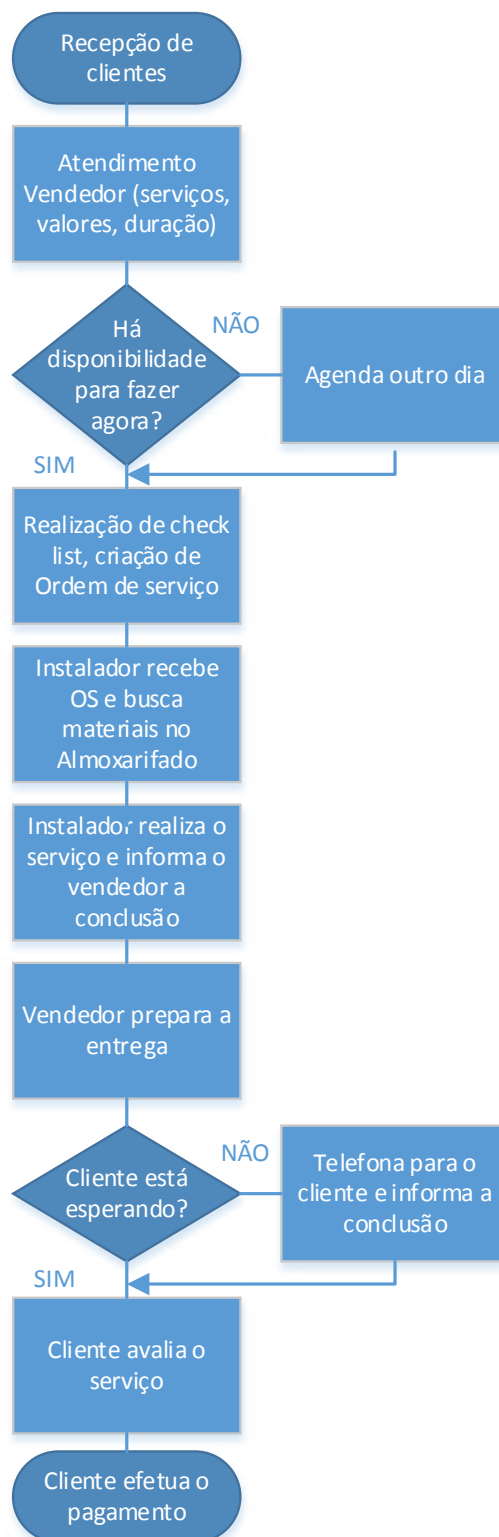 Recepção de
clientes
Atendimento
Vendedor (serviços,
valores, duração)
Há
disponibilidade
para fazer
agora?
NÃO
Agenda outro dia
SIM
Realização de check
list, criação de
Ordem de serviço
Instalador recebe
OS e busca
materiais no
Almoxarifado
Instalador realiza o
serviço e informa o
vendedor a
conclusão
Vendedor prepara a
entrega
Cliente está
esperando?
NÃO
Telefona para o
cliente e informa a
conclusão
SIM
Cliente avalia o
serviço
Cliente efetua o
pagamento